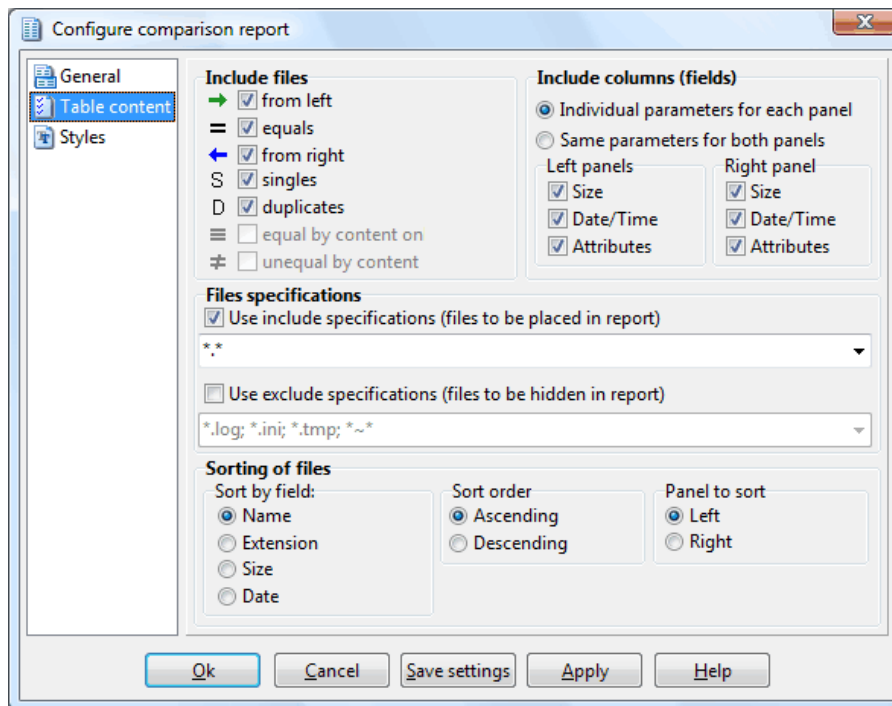 Configure comparison report
General
Table content
Styles
Include files
from left
= equals
from right
S singles
D duplicates
≡ equal by content on
≠ unequal by content
Include columns (fields)
Individual parameters for each panel
Same parameters for both panels
Left panels
Size
Date/Time
Attributes
Right panel
Size
Date/Time
Attributes
Files specifications
Use include specifications (files to be placed in report)
*.*
Use exclude specifications (files to be hidden in report)
*.log; *.ini; *.tmp; *~*
Sorting of files
Sort by field:
Name
Extension
Size
Date
Sort order
Ascending
Descending
Panel to sort
Left
Right
Ok Cancel Save settings Apply Help